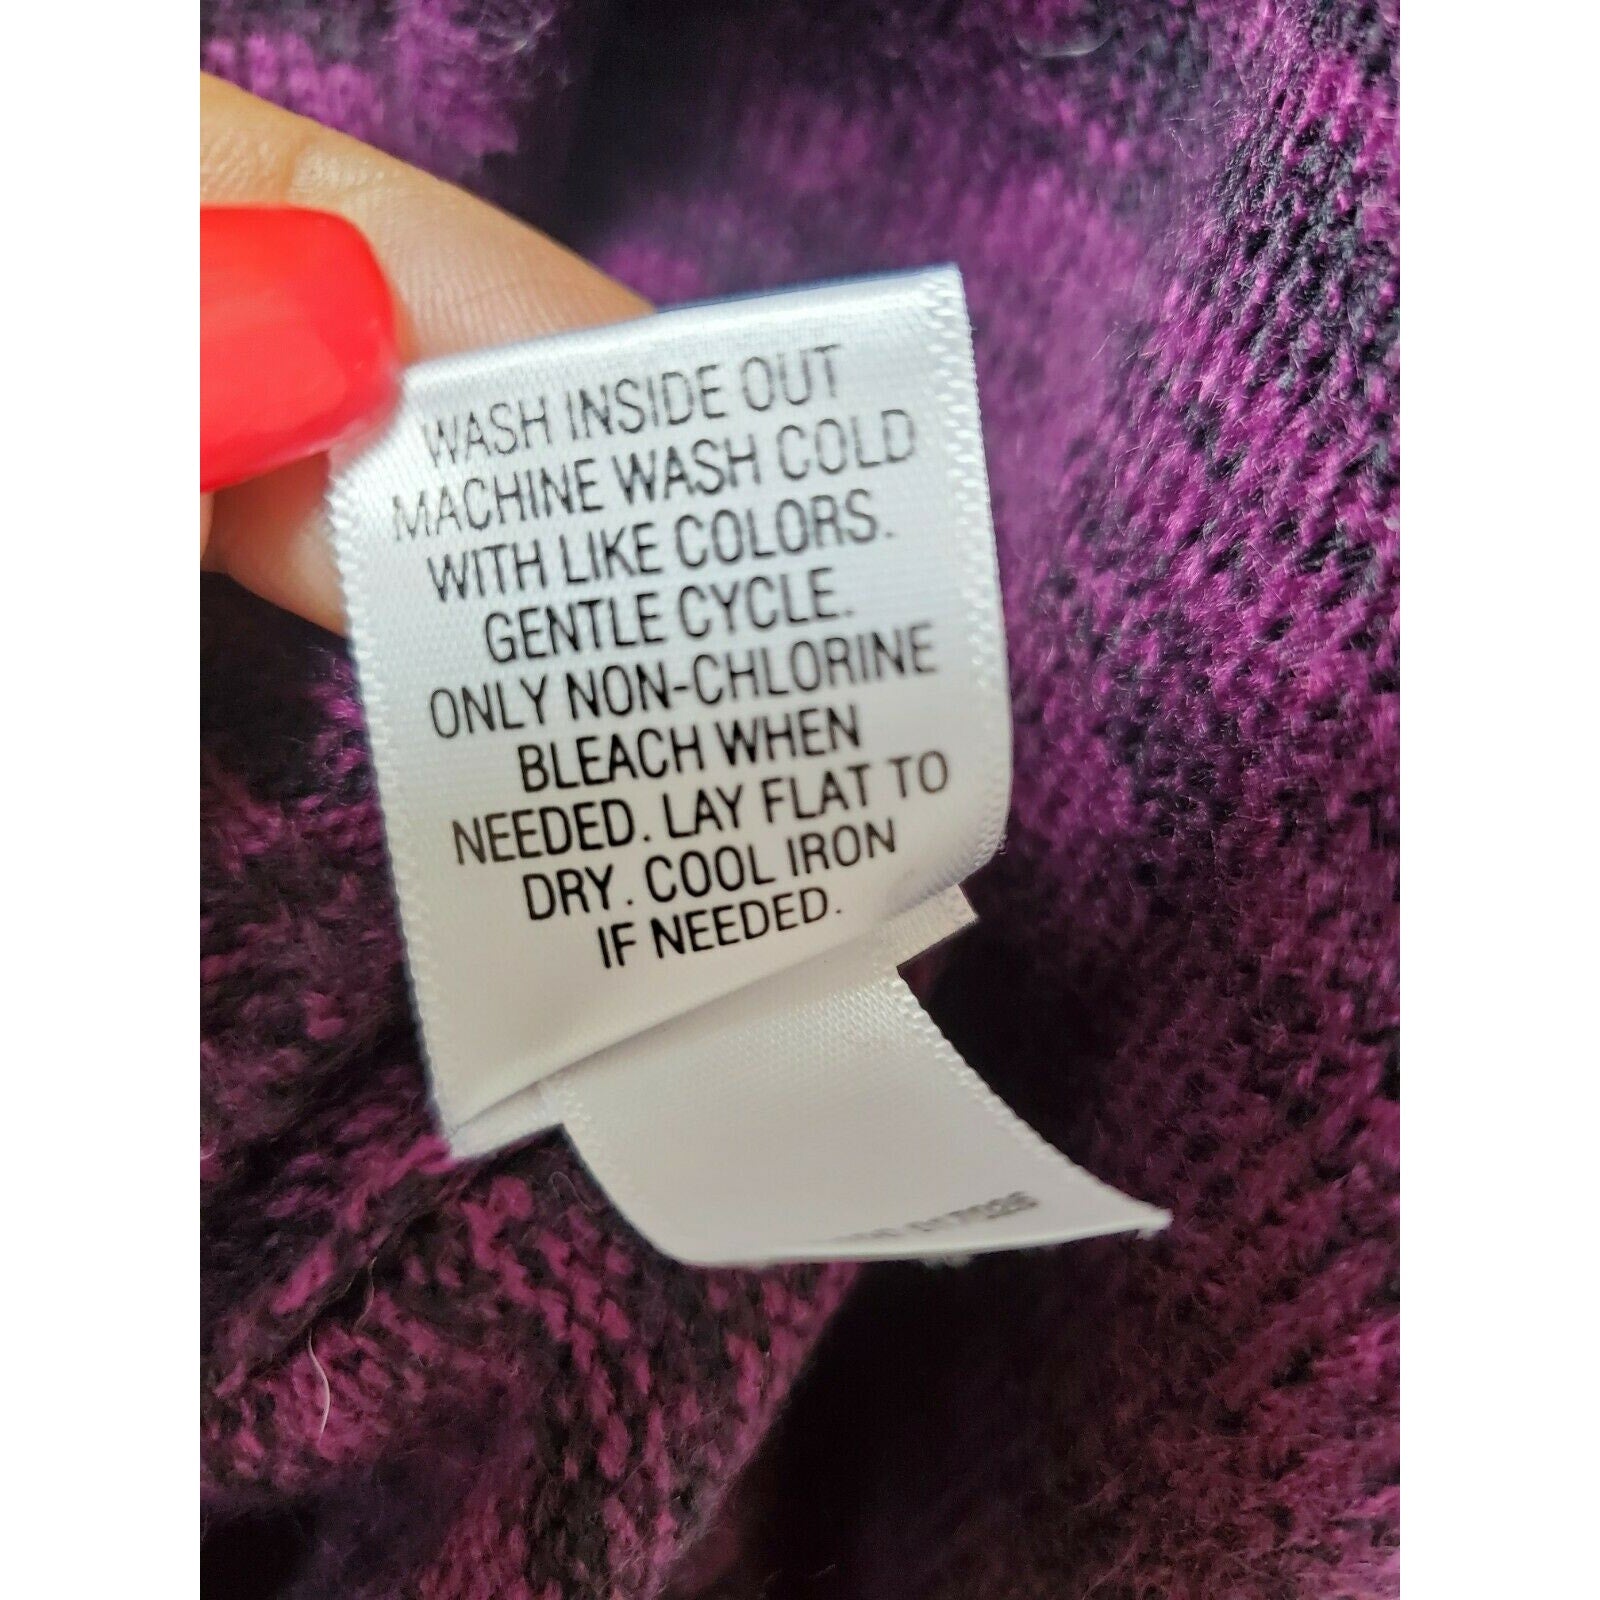 WASH INSIDE OUT
MACHINE WASH COLD
WITH LIKE COLORS.
GENTLE CYCLE.
ONLY NON-CHLORINE
BLEACH WHEN
NEEDED. LAY FLAT TO
DRY. COOL IRON
IF NEEDED.